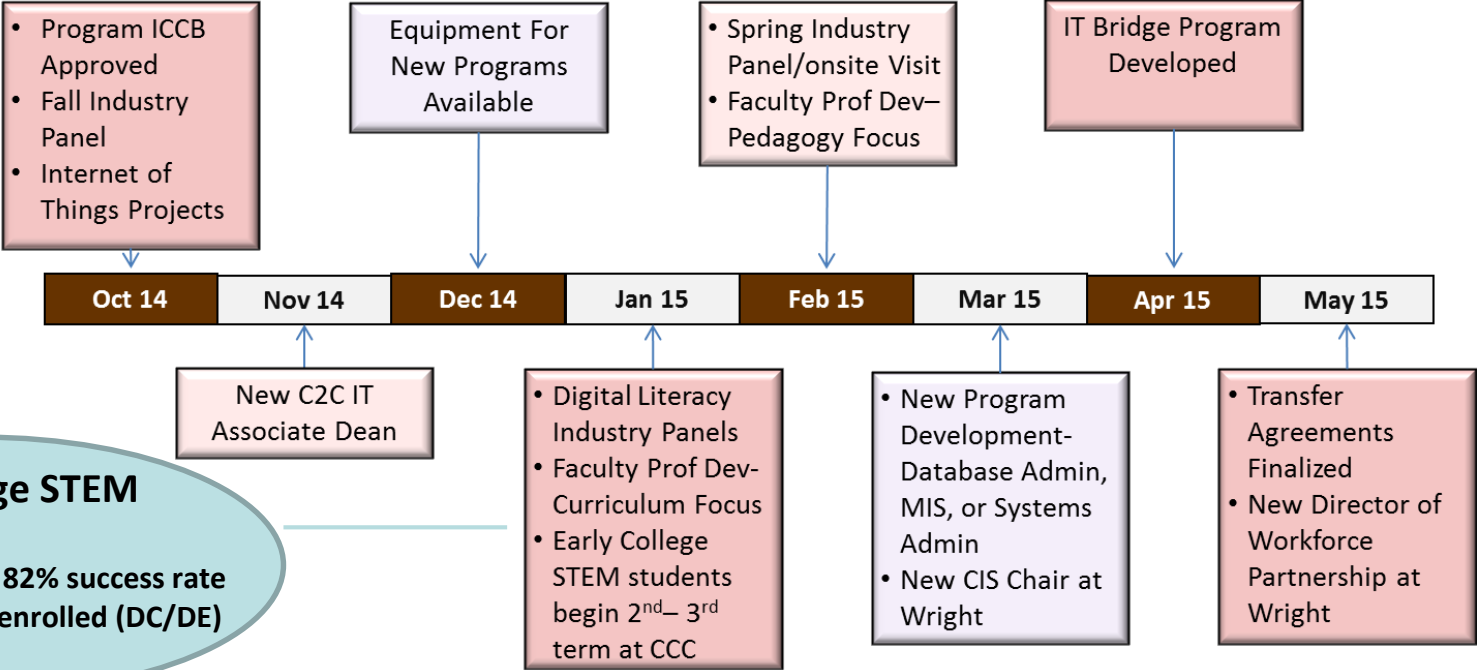 • Program ICCB
Approved
• Fall Industry
Panel
• Internet of
Things Projects
Equipment For
New Programs
Available
• Spring Industry
Panel/onsite Visit
• Faculty Prof Dev–
Pedagogy Focus
IT Bridge Program
Developed
Oct 14
Nov 14
Dec 14
Jan 15
Feb 15
Mar 15
Apr 15
May 15
New C2C IT
Associate Dean
• Digital Literacy
Industry Panels
• Faculty Prof Dev-
Curriculum Focus
• Early College
STEM students
begin 2nd– 3rd
term at CCC
• New Program
Development-
Database Admin,
MIS, or Systems
Admin
• New CIS Chair at
Wright
• Transfer
Agreements
Finalized
• New Director of
Workforce
Partnership at
Wright
STEM
82% success rate
enrolled (DC/DE)